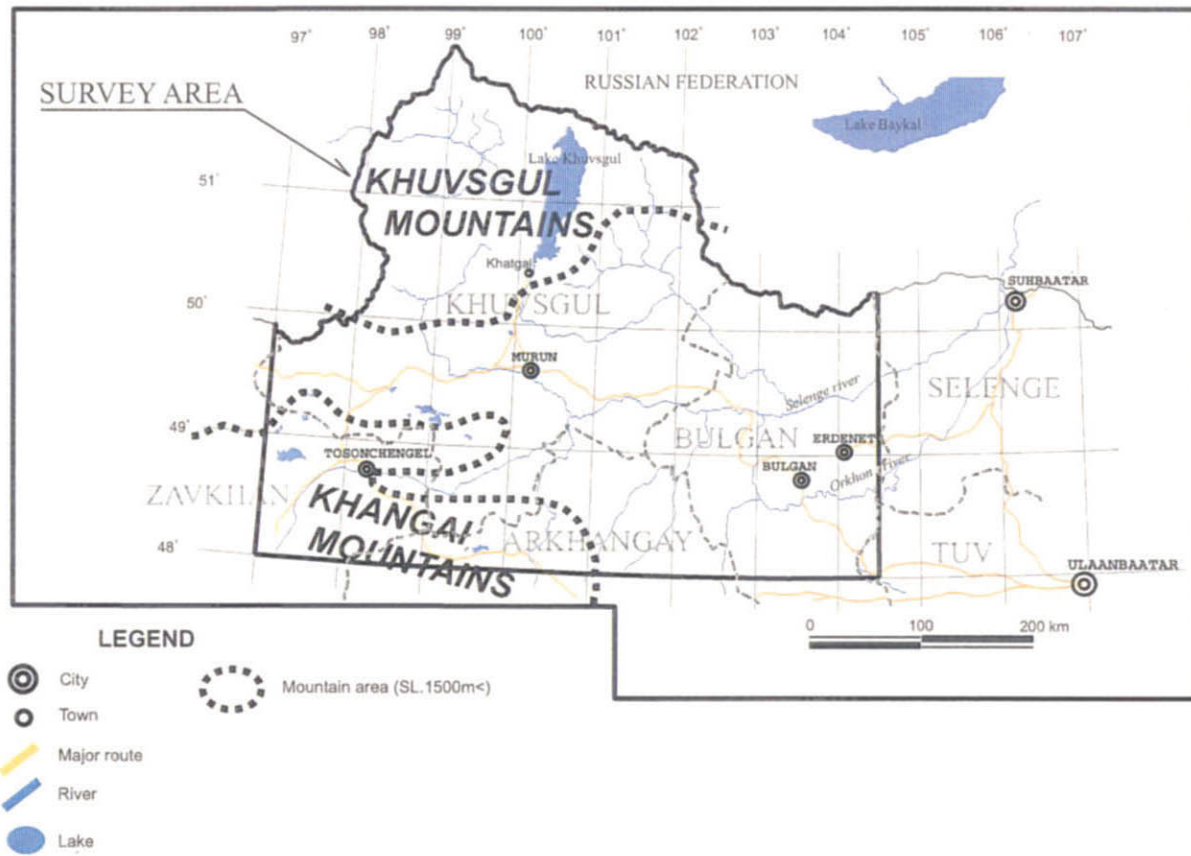 97° 98° 99° 100° 101° 102° 103° 104° 105° 106° 107°
RUSSIAN FEDERATION
SURVEY AREA
Lake Baykal
Lake Khuvsgul
51°
KHUVSGUL
MOUNTAINS
Khatgal
50°
KHUVSGUL
SUHBAATAR
MURUN
Selenge river
SELENGE
49°
BULGAN
ERDENET
TOSONCHENGEL
BULGAN
Orkhon river
ZAVKHAN
KHANGAI
MOUNTAINS
48°
ARKHANGAY
TUV
ULAANBAATAR
0 100 200 km
LEGEND
City
Mountain area (SL.1500m<)
Town
Major route
River
Lake